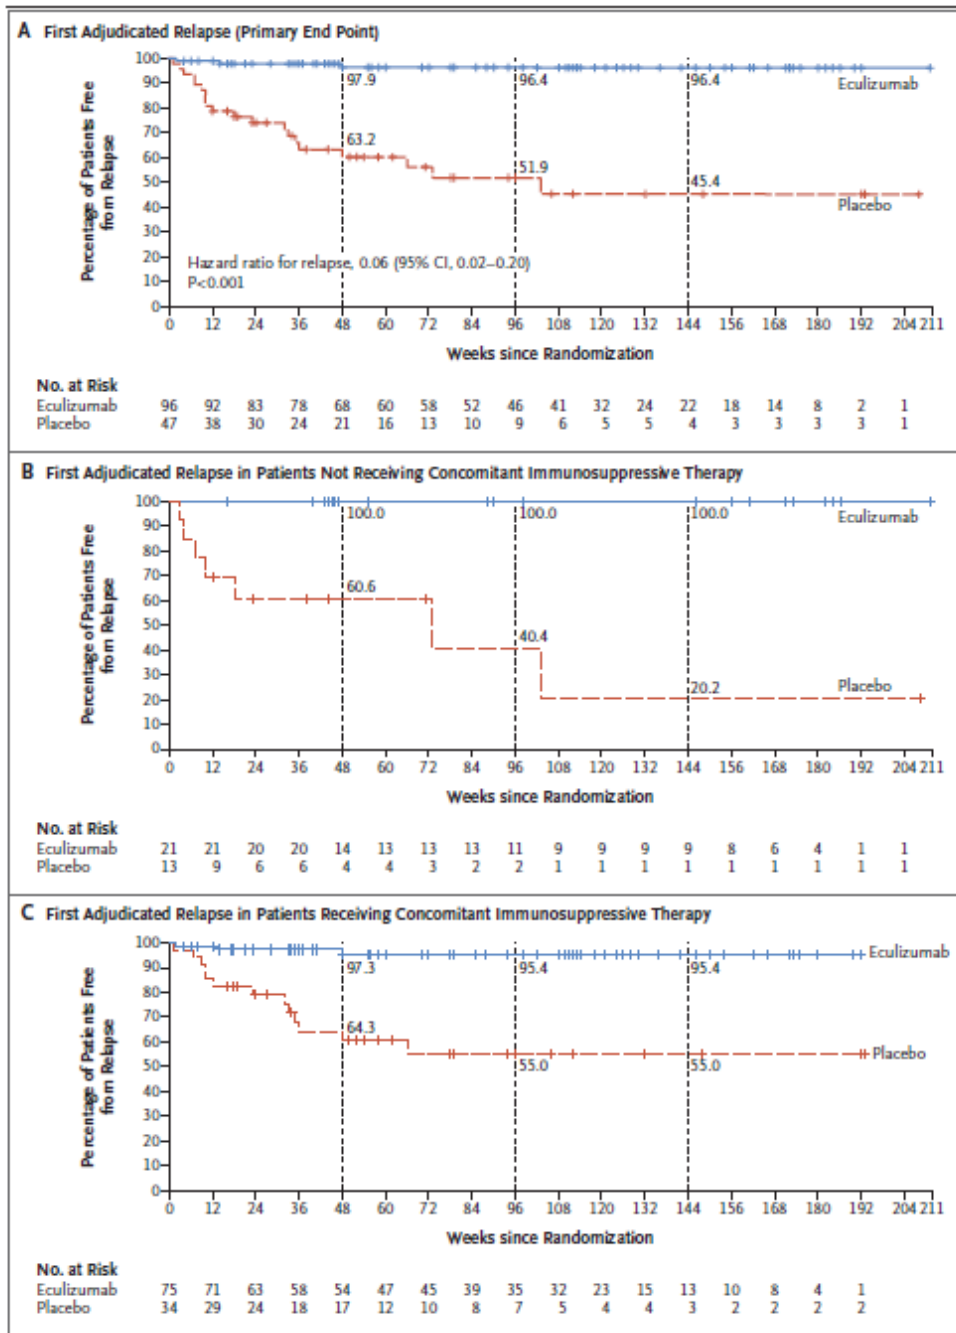 A First Adjudicated Relapse (Primary End Point)
Percentage of Patients Free
from Relapse
100
90
80
70
60
50
40
30
20
10
0
97.9
96.4
96.4
Eculizumab
63.2
51.9
45.4
Placebo
Hazard ratio for relapse, 0.06 (95% CI, 0.02–0.20)
P<0.001
0 12 24 36 48 60 72 84 96 108 120 132 144 156 168 180 192 204 211
Weeks since Randomization
No. at Risk
Eculizumab 96 92 83 78 68 60 58 52 46 41 32 24 22 18 14 8 2 1
Placebo 47 38 30 24 21 16 13 10 9 6 5 5 4 3 3 3 3 1
B First Adjudicated Relapse in Patients Not Receiving Concomitant Immunosuppressive Therapy
Percentage of Patients Free
from Relapse
100
90
80
70
60
50
40
30
20
10
0
100.0
100.0
100.0
Eculizumab
60.6
40.4
20.2
Placebo
0 12 24 36 48 60 72 84 96 108 120 132 144 156 168 180 192 204 211
Weeks since Randomization
No. at Risk
Eculizumab 21 21 20 20 14 13 13 13 11 9 9 9 9 8 6 4 1 1
Placebo 13 9 6 6 4 4 3 2 2 1 1 1 1 1 1 1 1 1
C First Adjudicated Relapse in Patients Receiving Concomitant Immunosuppressive Therapy
Percentage of Patients Free
from Relapse
100
90
80
70
60
50
40
30
20
10
0
97.3
95.4
95.4
Eculizumab
64.3
55.0
55.0
Placebo
0 12 24 36 48 60 72 84 96 108 120 132 144 156 168 180 192 204 211
Weeks since Randomization
No. at Risk
Eculizumab 75 71 63 58 54 47 45 39 35 32 23 15 13 10 8 4 1
Placebo 34 29 24 18 17 12 10 8 7 5 4 4 3 2 2 2 2